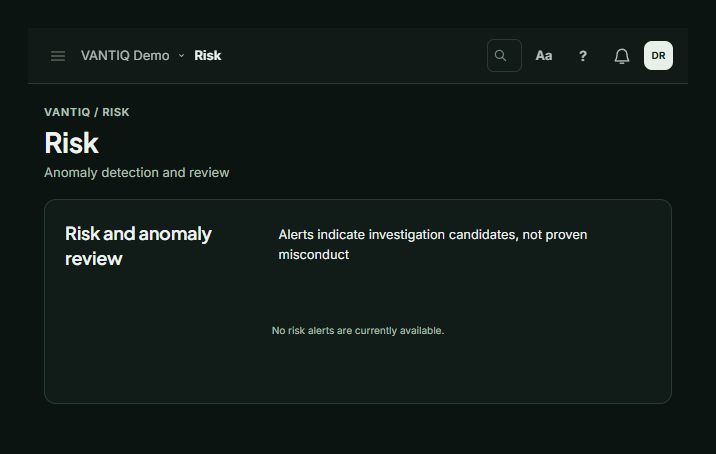 VANTIQ Demo Risk
Aa ? DR
VANTIQ / RISK
Risk
Anomaly detection and review
Risk and anomaly
review
Alerts indicate investigation candidates, not proven
misconduct
No risk alerts are currently available.